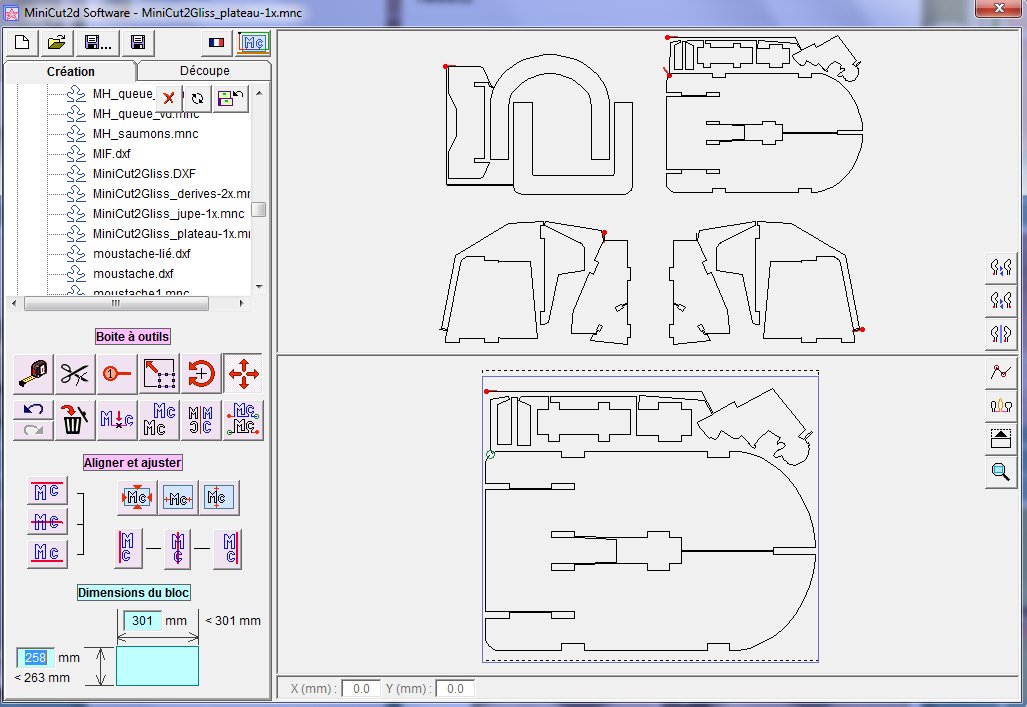 MiniCut2d Software - MiniCut2Gliss_plateau-1x.mnc
Création
Découpe
MH_queue_
MH_queue_vd.mnc
MH_saumons.mnc
MIF.dxf
MiniCut2Gliss.DXF
MiniCut2Gliss_derives-2x.mn
MiniCut2Gliss_jupe-1x.mnc
MiniCut2Gliss_plateau-1x.mn
moustache-lié.dxf
moustache.dxf
moustache1.mnc
Boite à outils
Aligner et ajuster
Dimensions du bloc
301 mm < 301 mm
258 mm
< 263 mm
X (mm) : 0.0 Y (mm) : 0.0